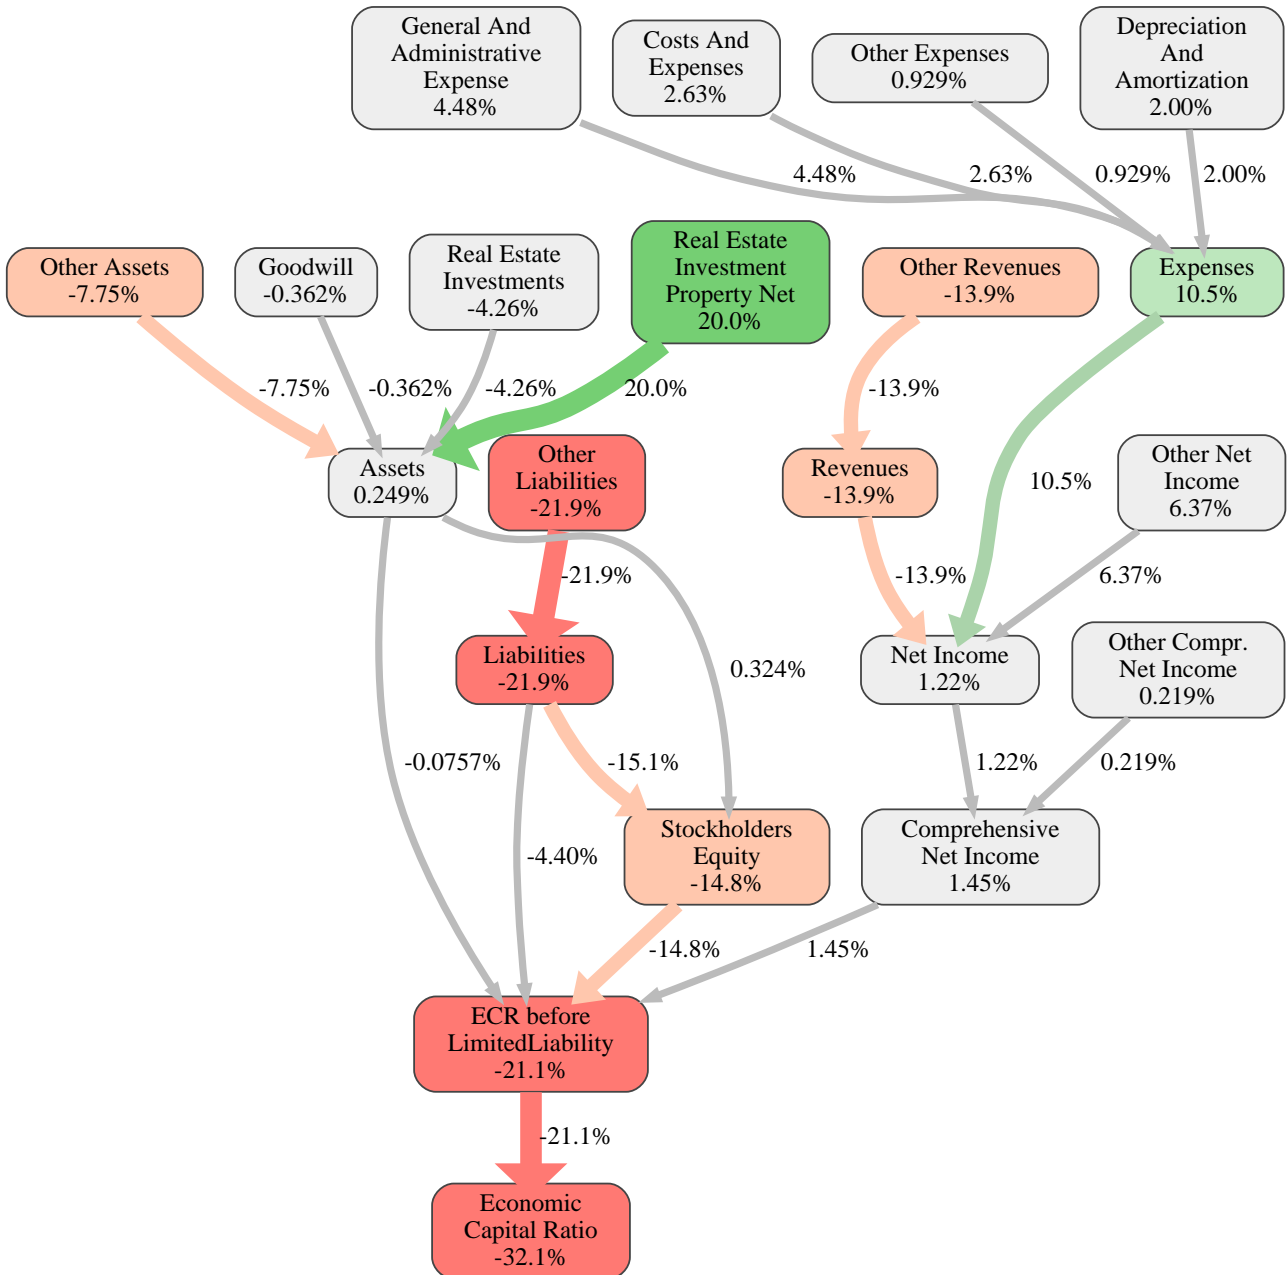 General And
Administrative
Expense
4.48%
Costs And
Expenses
2.63%
Other Expenses
0.929%
Depreciation
And
Amortization
2.00%
4.48%
2.63%
0.929%
2.00%
Other Assets
-7.75%
Goodwill
-0.362%
Real Estate
Investments
-4.26%
Real Estate
Investment
Property Net
20.0%
Other Revenues
-13.9%
Expenses
10.5%
-7.75%
-0.362%
-4.26%
20.0%
-13.9%
10.5%
Assets
0.249%
Other
Liabilities
-21.9%
Revenues
-13.9%
Other Net
Income
6.37%
-21.9%
-13.9%
6.37%
Liabilities
-21.9%
0.324%
Net Income
1.22%
Other Compr.
Net Income
0.219%
-0.0757%
-15.1%
1.22%
0.219%
-4.40%
Stockholders
Equity
-14.8%
Comprehensive
Net Income
1.45%
-14.8%
1.45%
ECR before
LimitedLiability
-21.1%
-21.1%
Economic
Capital Ratio
-32.1%